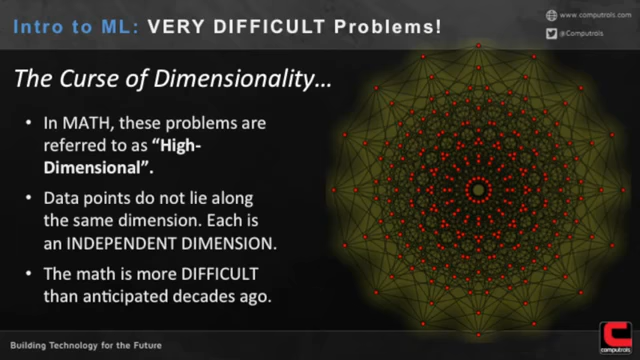 Intro to ML: VERY DIFFICULT Problems!
www.computrols.com
@Computrols
The Curse of Dimensionality…
• In MATH, these problems are
referred to as “High-
Dimensional”.
• Data points do not lie along
the same dimension. Each is
an INDEPENDENT DIMENSION.
• The math is more DIFFICULT
than anticipated decades ago.
Building Technology for the Future
computrols